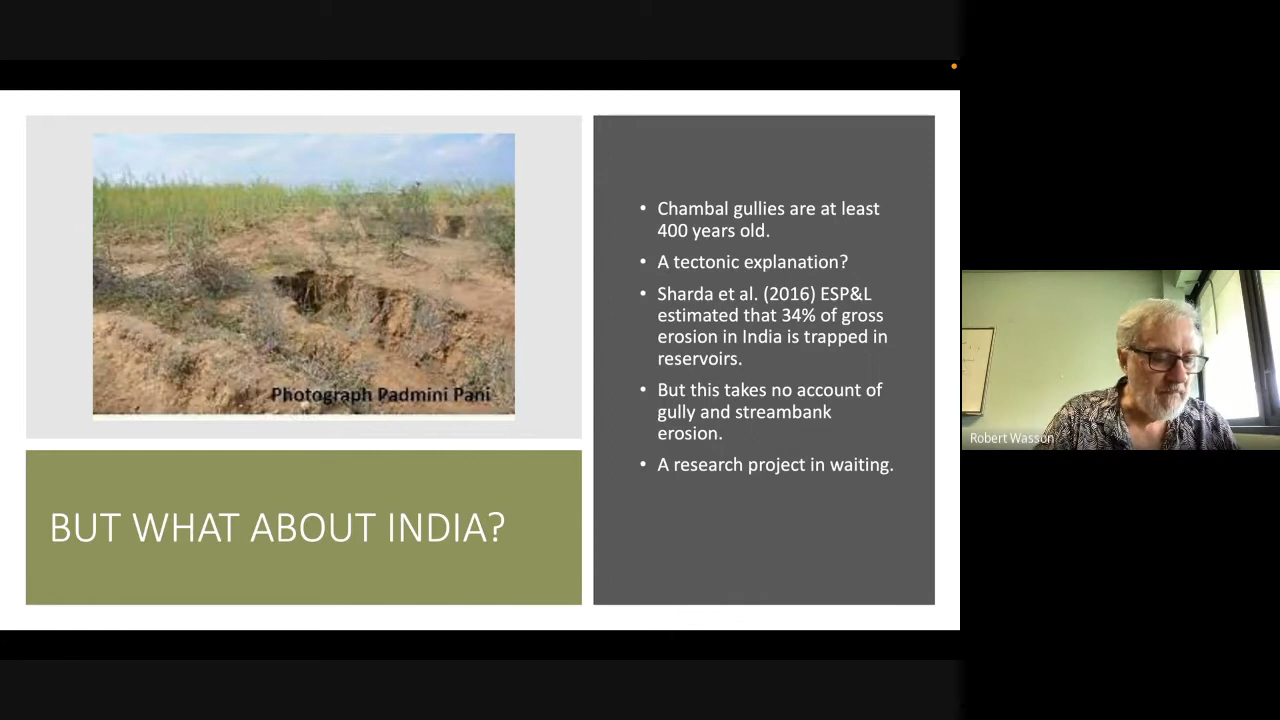 Photograph Padmini Pani
BUT WHAT ABOUT INDIA?
• Chambal gullies are at least
400 years old.
• A tectonic explanation?
• Sharda et al. (2016) ESP&L
estimated that 34% of gross
erosion in India is trapped in
reservoirs.
• But this takes no account of
gully and streambank
erosion.
• A research project in waiting.
Robert Wasson